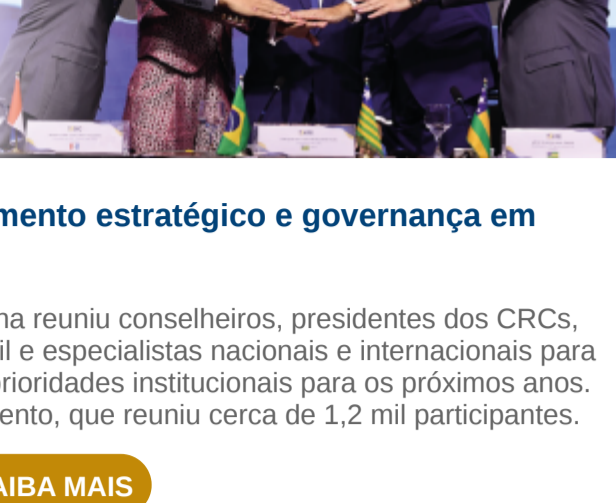 mento estratégico e governança em
na reuniu conselheiros, presidentes dos CRCs,
il e especialistas nacionais e internacionais para
prioridades institucionais para os próximos anos.
ento, que reuniu cerca de 1,2 mil participantes.
AIBA MAIS